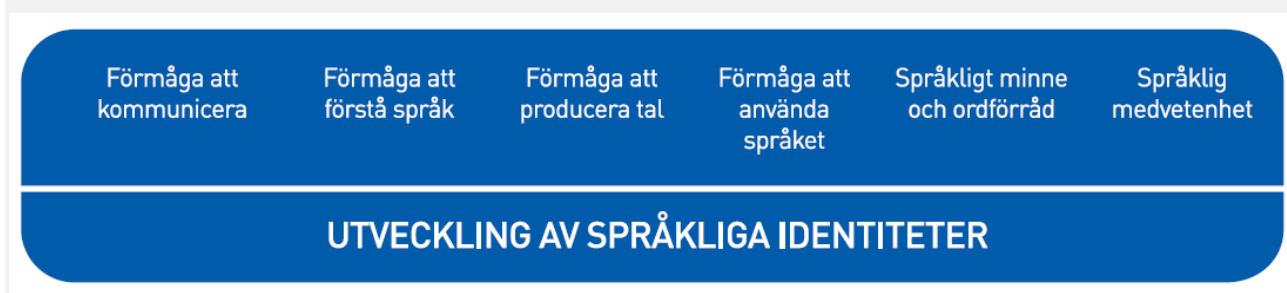 Förmåga att
kommunicera
Förmåga att
förstå språk
Förmåga att
producera tal
Förmåga att
använda
språket
Språkligt minne
och ordförråd
Språklig
medvetenhet
UTVECKLING AV SPRÅKLIGA IDENTITETER